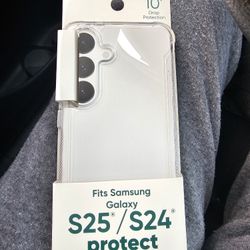 10'
Drop
Protection
Fits Samsung
Galaxy
S25® / S24®
protect